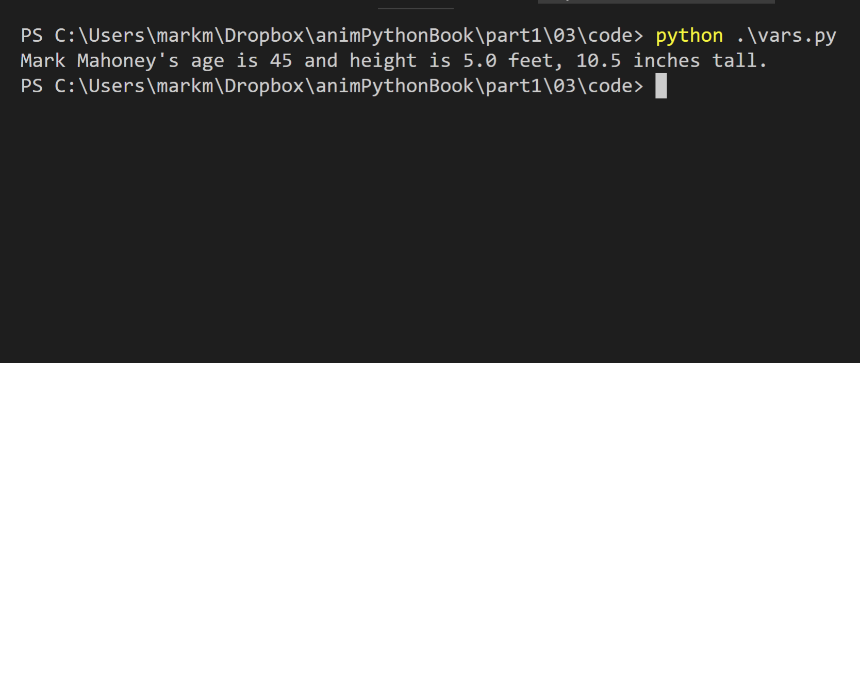 PS C:\Users\markm\Dropbox\animPythonBook\part1\03\code> python .\vars.py
Mark Mahoney's age is 45 and height is 5.0 feet, 10.5 inches tall.
PS C:\Users\markm\Dropbox\animPythonBook\part1\03\code>